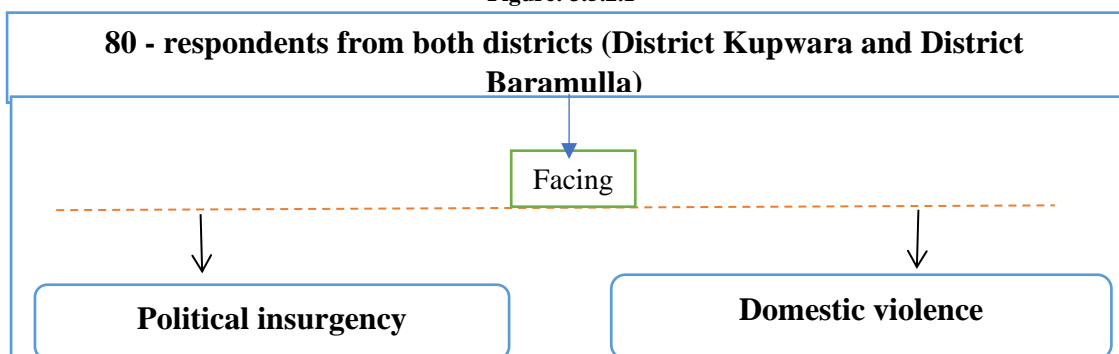 80 - respondents from both districts (District Kupwara and District
Baramulla)
Facing
Political insurgency
Domestic violence